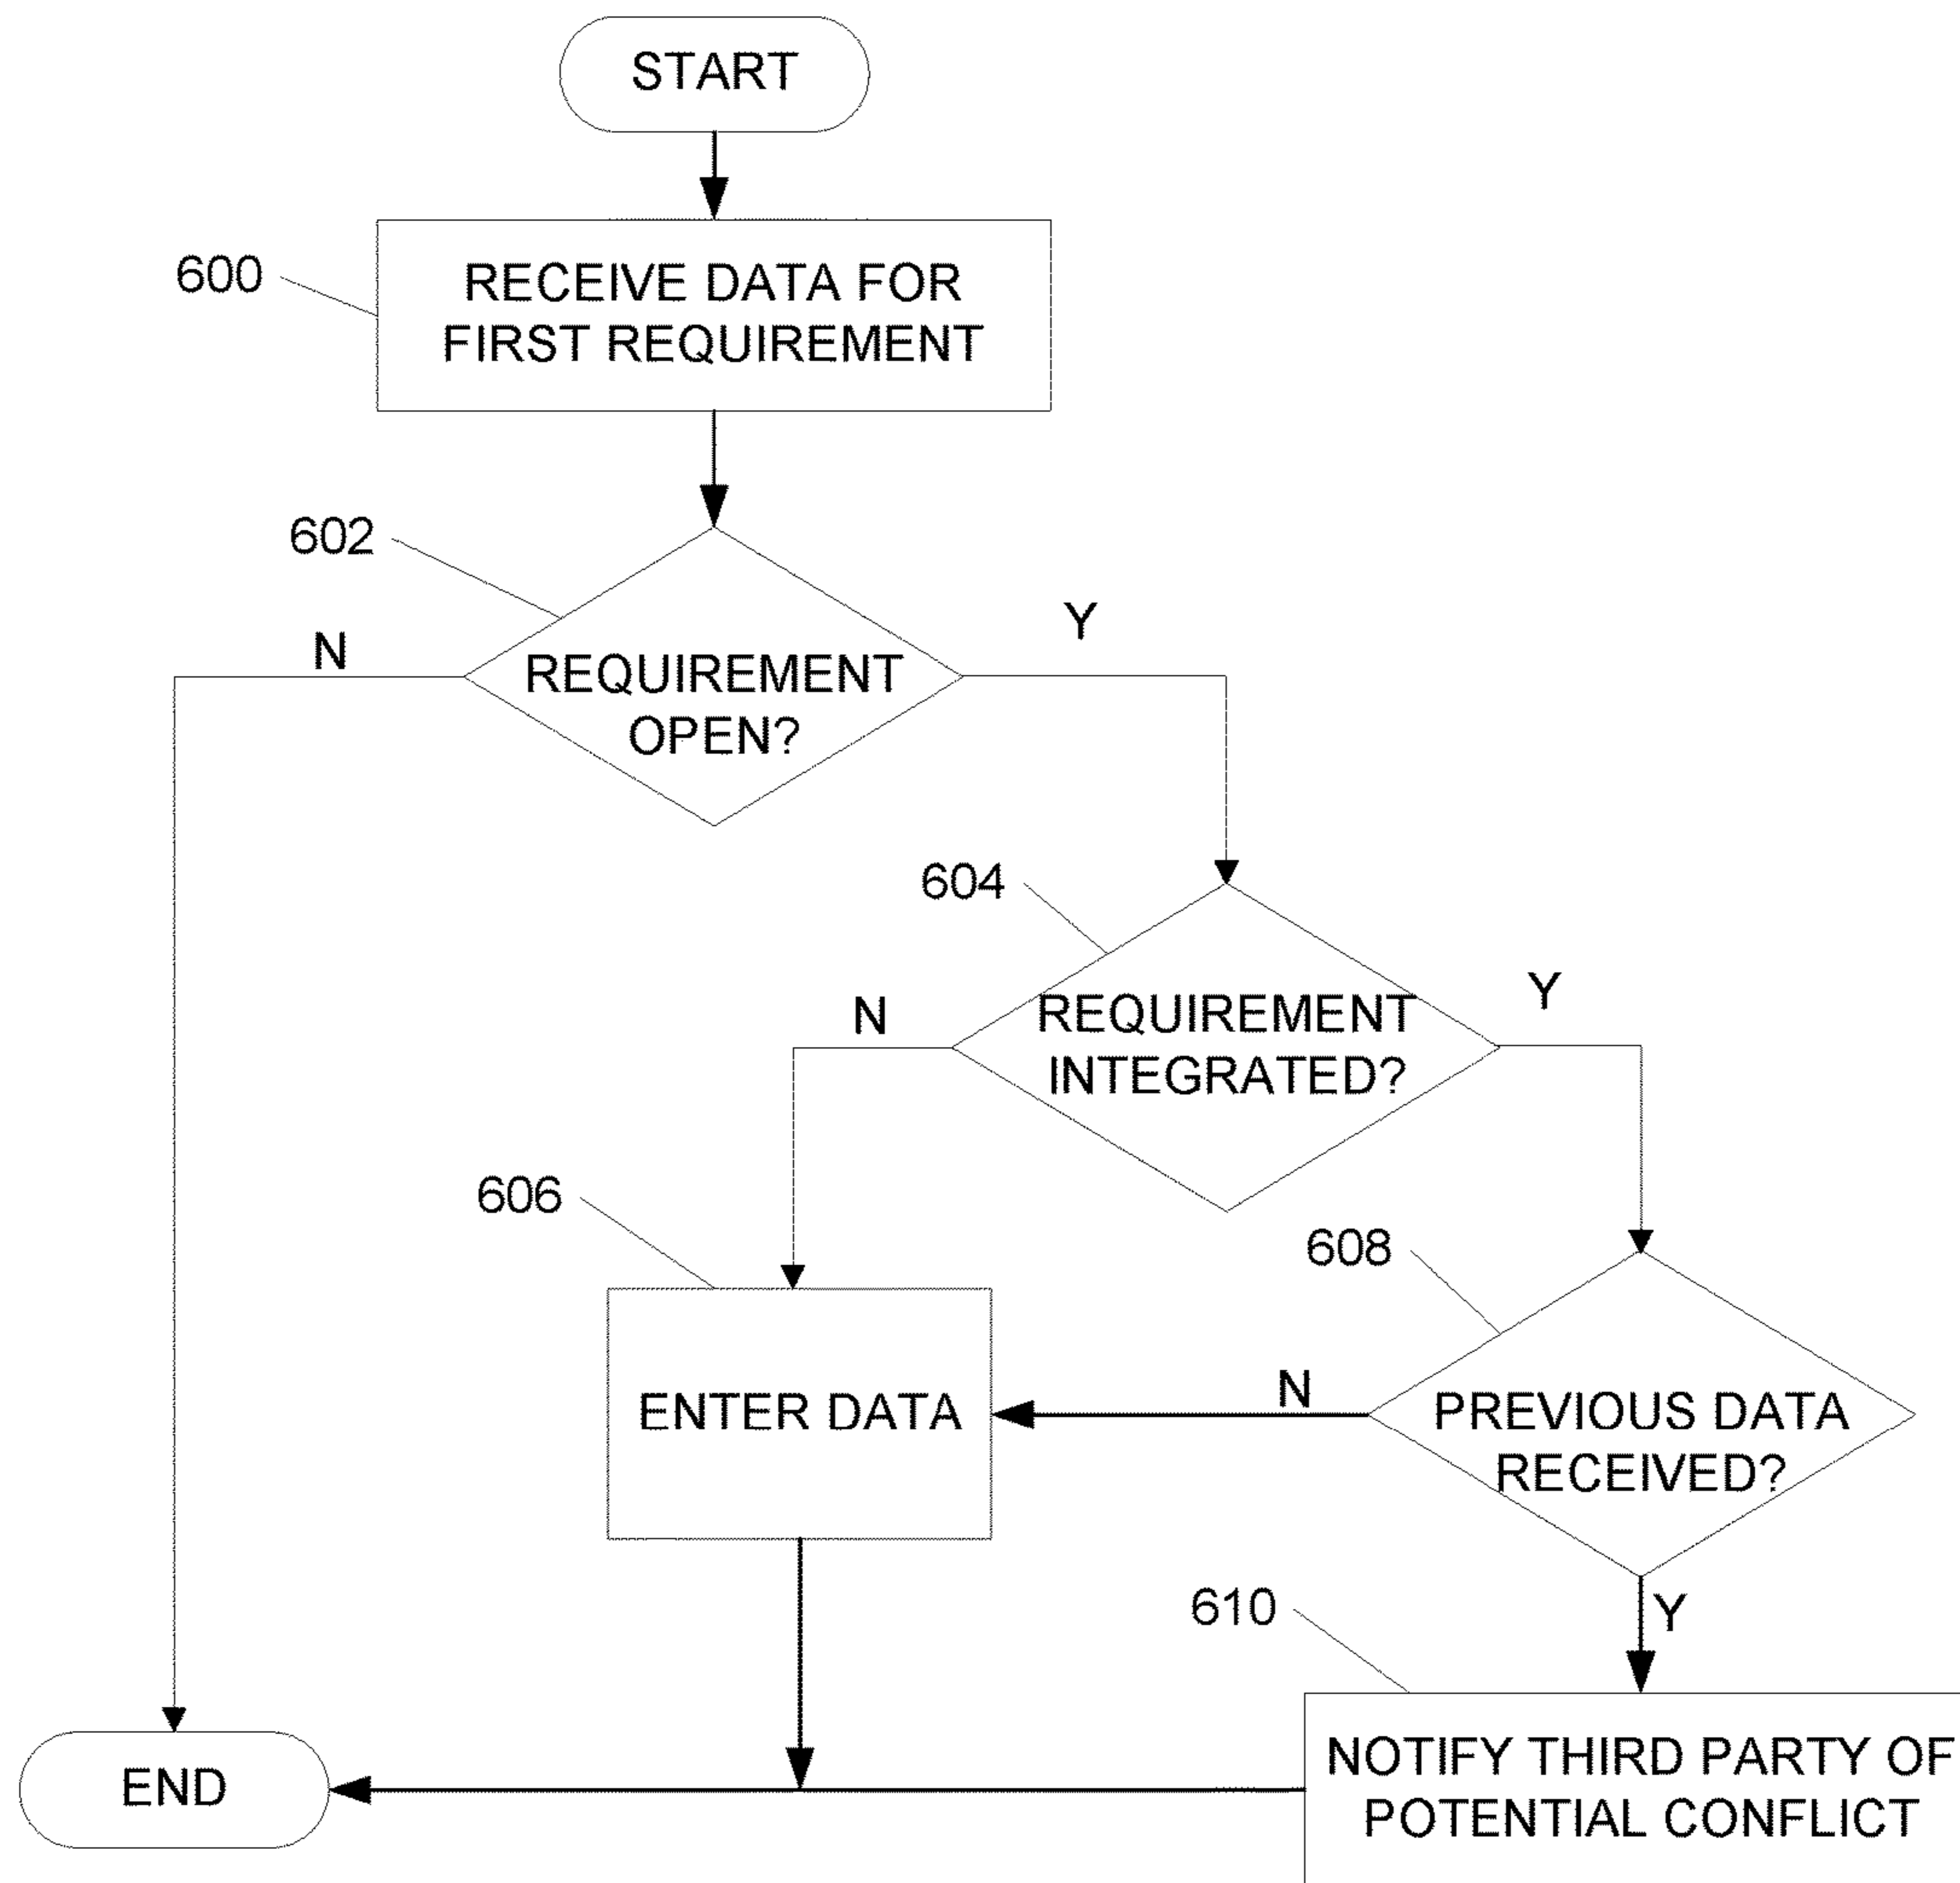 START
600
RECEIVE DATA FOR
FIRST REQUIREMENT
602
N
Y
REQUIREMENT
OPEN?
604
N
Y
REQUIREMENT
INTEGRATED?
606
608
ENTER DATA
N
PREVIOUS DATA
RECEIVED?
610
Y
END
NOTIFY THIRD PARTY OF
POTENTIAL CONFLICT